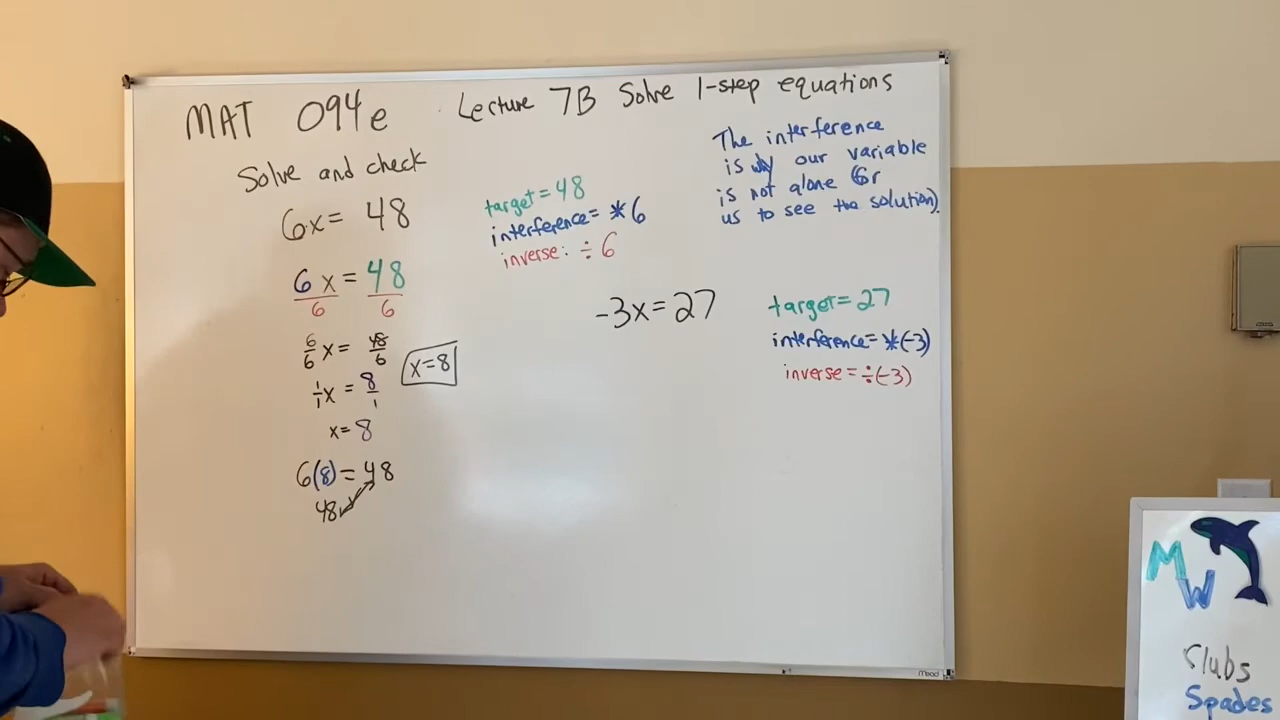 MAT 094e
Lecture 7B Solve 1-step equations
Solve and check
6x = 48
target = 48
interference = *6
inverse: ÷ 6
The interference
is why our variable
is not alone (for
us to see the solution).
6 x = 48
6 6
6/6 x = 48/6
1/1 x = 8/1
x = 8
x = 8
6(8) = 48
48 ✓
-3x = 27
target = 27
interference = *(-3)
inverse = ÷(-3)
Mead
MW
Clubs
Spades